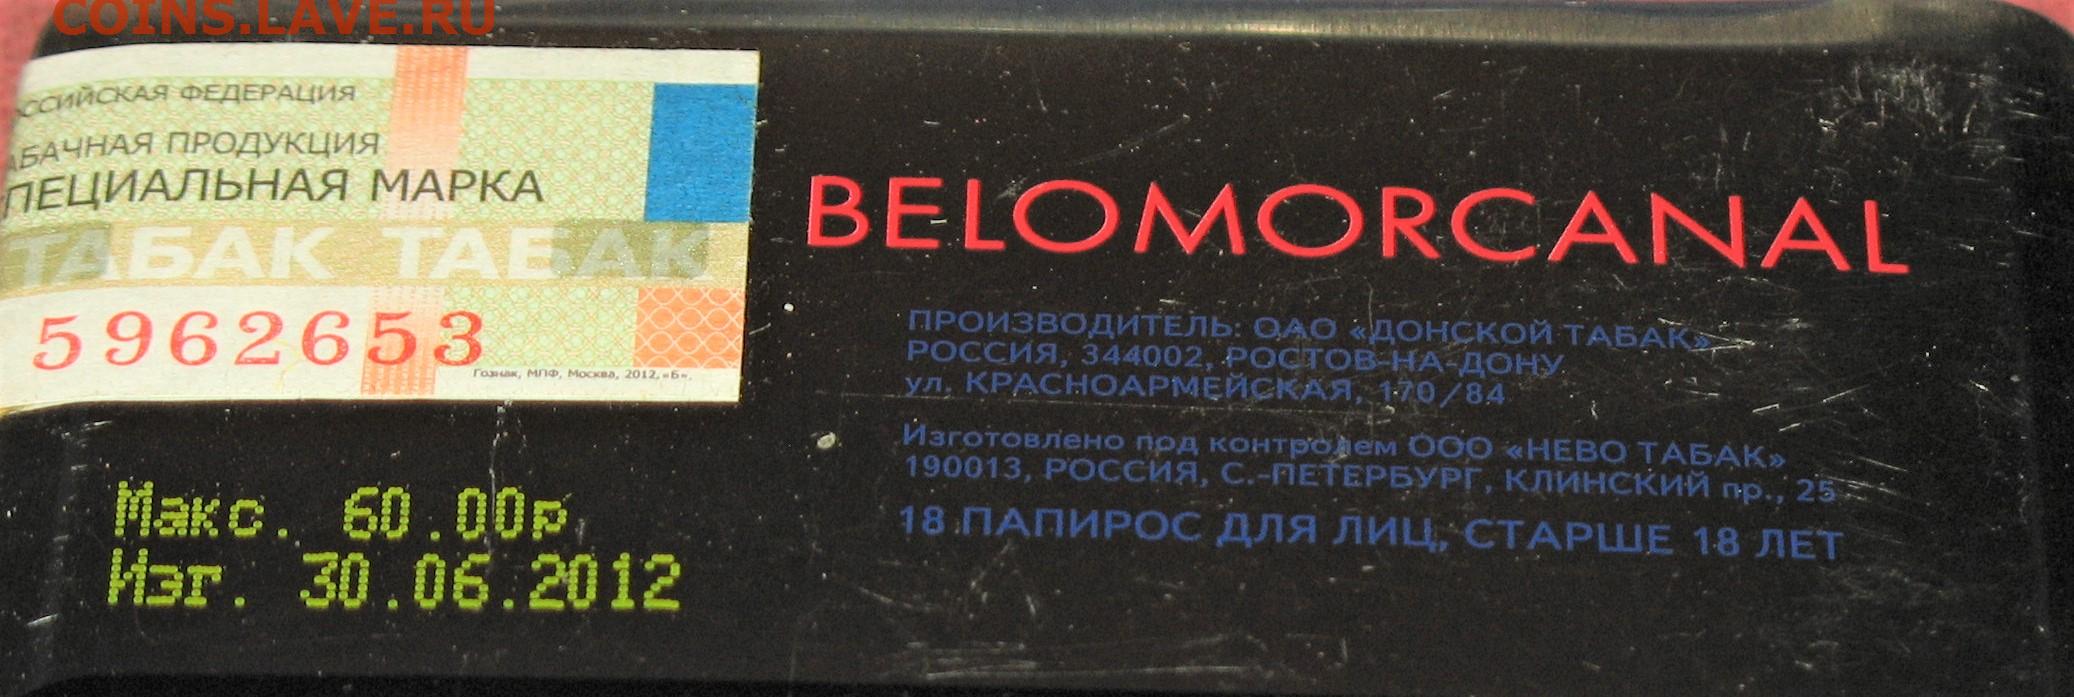 COINS.LAVE.RU
ССИЙСКАЯ ФЕДЕРАЦИЯ
АБАЧНАЯ ПРОДУКЦИЯ
ПЕЦИАЛЬНАЯ МАРКА
ТАБАК ТАБАК
5962653
Гознак, МПФ, Москва, 2012, «Б».
Макс. 60.00р
Изг. 30.06.2012
BELOMORCANAL
ПРОИЗВОДИТЕЛЬ: ОАО «ДОНСКОЙ ТАБАК»
РОССИЯ, 344002, РОСТОВ-НА-ДОНУ
ул. КРАСНОАРМЕЙСКАЯ, 170/84
Изготовлено под контролем ООО «НЕВО ТАБАК»
190013, РОССИЯ, С.-ПЕТЕРБУРГ, КЛИНСКИЙ пр., 25
18 ПАПИРОС ДЛЯ ЛИЦ, СТАРШЕ 18 ЛЕТ